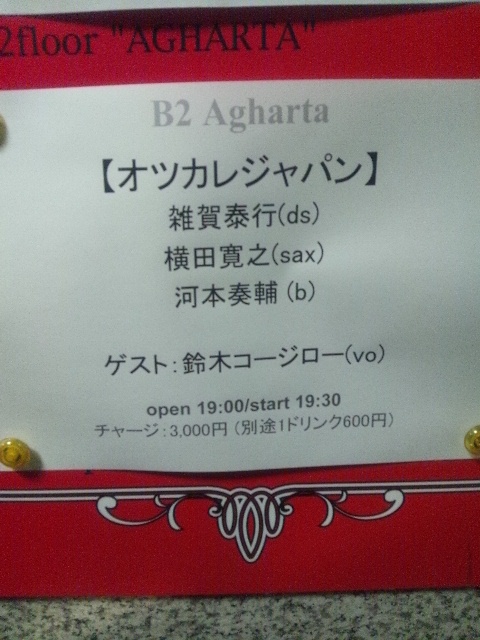 2floor "AGHARTA"
B2 Agharta
【オツカレジャパン】
雑賀泰行(ds)
横田寛之(sax)
河本奏輔 (b)
ゲスト：鈴木コージロー(vo)
open 19:00/start 19:30
チャージ：3,000円 (別途1ドリンク600円)